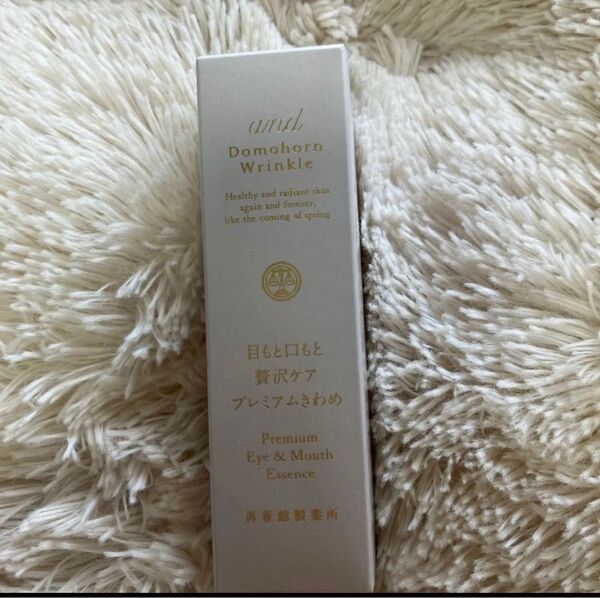 and
Domohorn
Wrinkle
Healthy and radiant skin
again and forever,
like the coming of spring
目もと口もと
贅沢ケア
プレミアムきわめ
Premium
Eye & Mouth
Essence
再春館製薬所